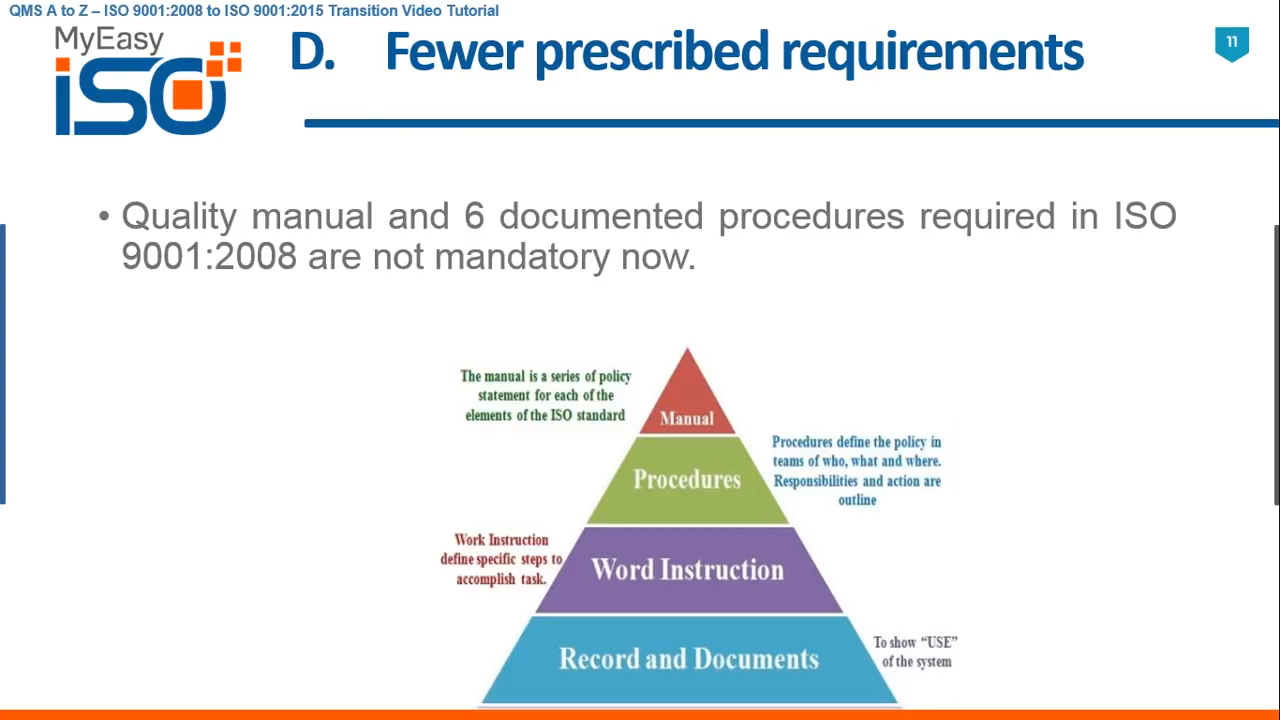 QMS A to Z – ISO 9001:2008 to ISO 9001:2015 Transition Video Tutorial
MyEasy
iSO
D. Fewer prescribed requirements
11
• Quality manual and 6 documented procedures required in ISO
9001:2008 are not mandatory now.
The manual is a series of policy
statement for each of the
elements of the ISO standard
Manual
Procedures define the policy in
teams of who, what and where.
Responsibilities and action are
outline
Procedures
Work Instruction
define specific steps to
accomplish task.
Word Instruction
Record and Documents
To show “USE”
of the system